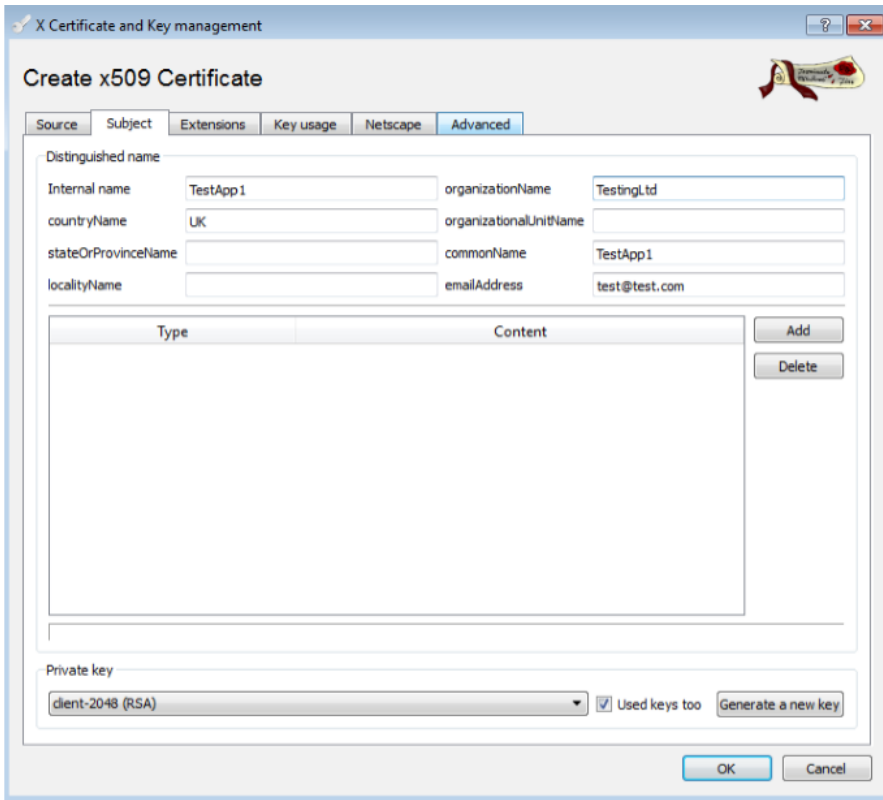 X Certificate and Key management
?
Create x509 Certificate
Source Subject Extensions Key usage Netscape Advanced
Distinguished name
Internal name TestApp1 organizationName TestingLtd
countryName UK organizationalUnitName
stateOrProvinceName commonName TestApp1
localityName emailAddress test@test.com
Type Content Add
Delete
Private key
client-2048 (RSA) Used keys too Generate a new key
OK Cancel